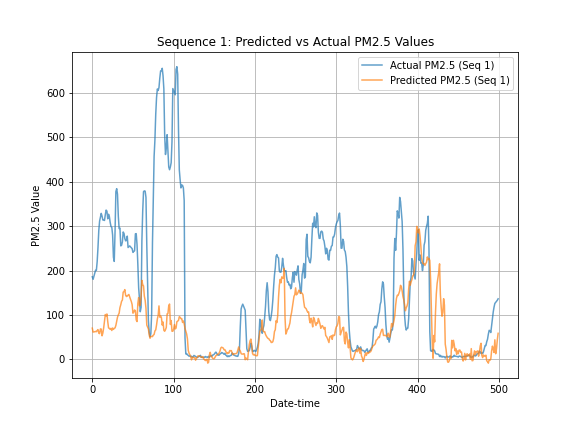 Sequence 1: Predicted vs Actual PM2.5 Values
Actual PM2.5 (Seq 1)
Predicted PM2.5 (Seq 1)
PM2.5 Value
600
500
400
300
200
100
0
0
100
200
300
400
500
Date-time